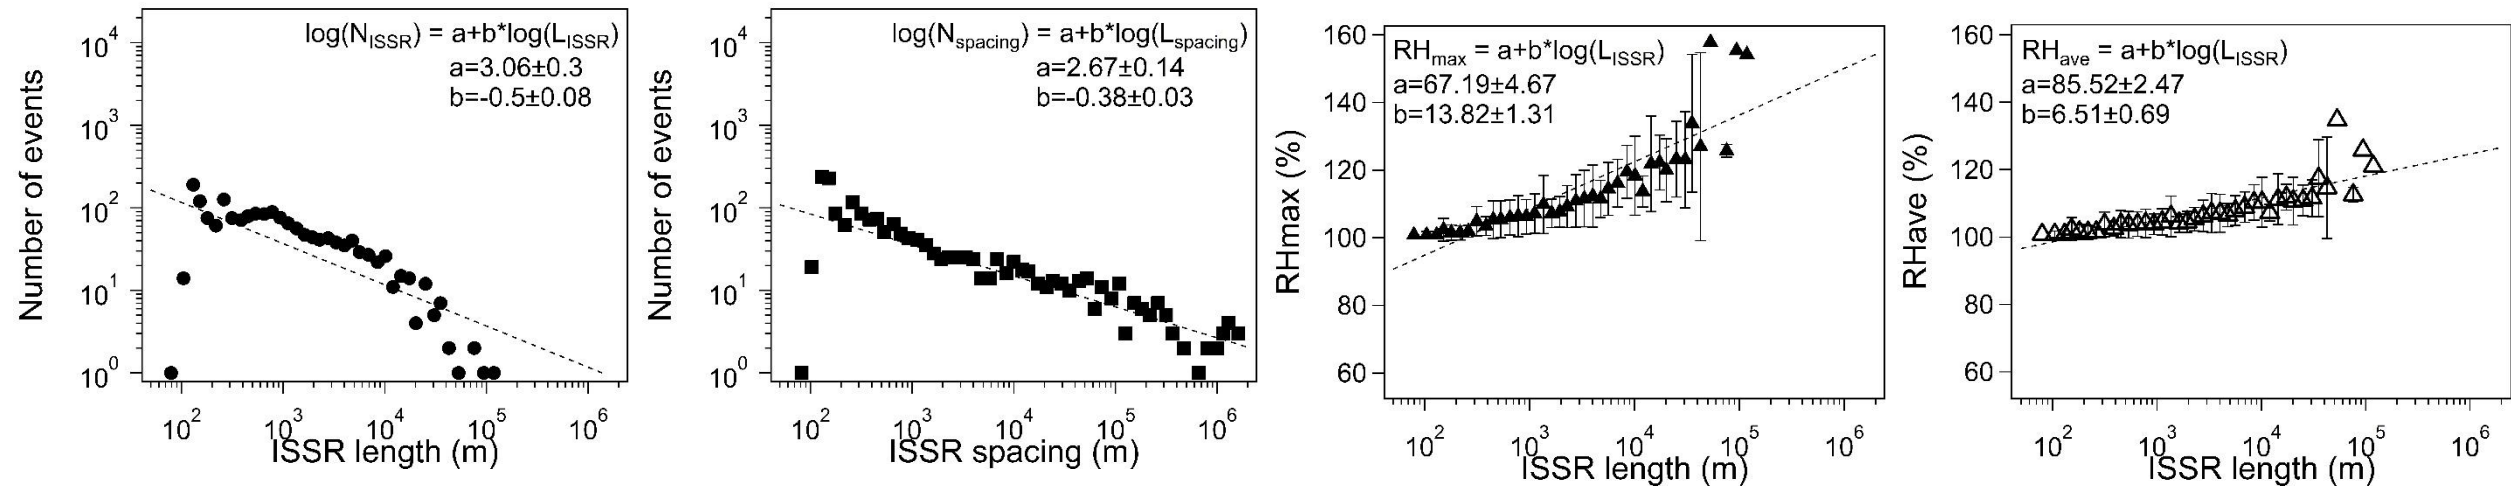 log(N_ISSR) = a+b*log(L_ISSR)
a=3.06±0.3
b=-0.5±0.08
Number of events
10^4
10^3
10^2
10^1
10^0
10^2 10^3 10^4 10^5 10^6
ISSR length (m)
log(N_spacing) = a+b*log(L_spacing)
a=2.67±0.14
b=-0.38±0.03
Number of events
10^4
10^3
10^2
10^1
10^0
10^2 10^3 10^4 10^5 10^6
ISSR spacing (m)
RH_max = a+b*log(L_ISSR)
a=67.19±4.67
b=13.82±1.31
RHmax (%)
160
140
120
100
80
60
10^2 10^3 10^4 10^5 10^6
ISSR length (m)
RH_ave = a+b*log(L_ISSR)
a=85.52±2.47
b=6.51±0.69
RHave (%)
160
140
120
100
80
60
10^2 10^3 10^4 10^5 10^6
ISSR length (m)